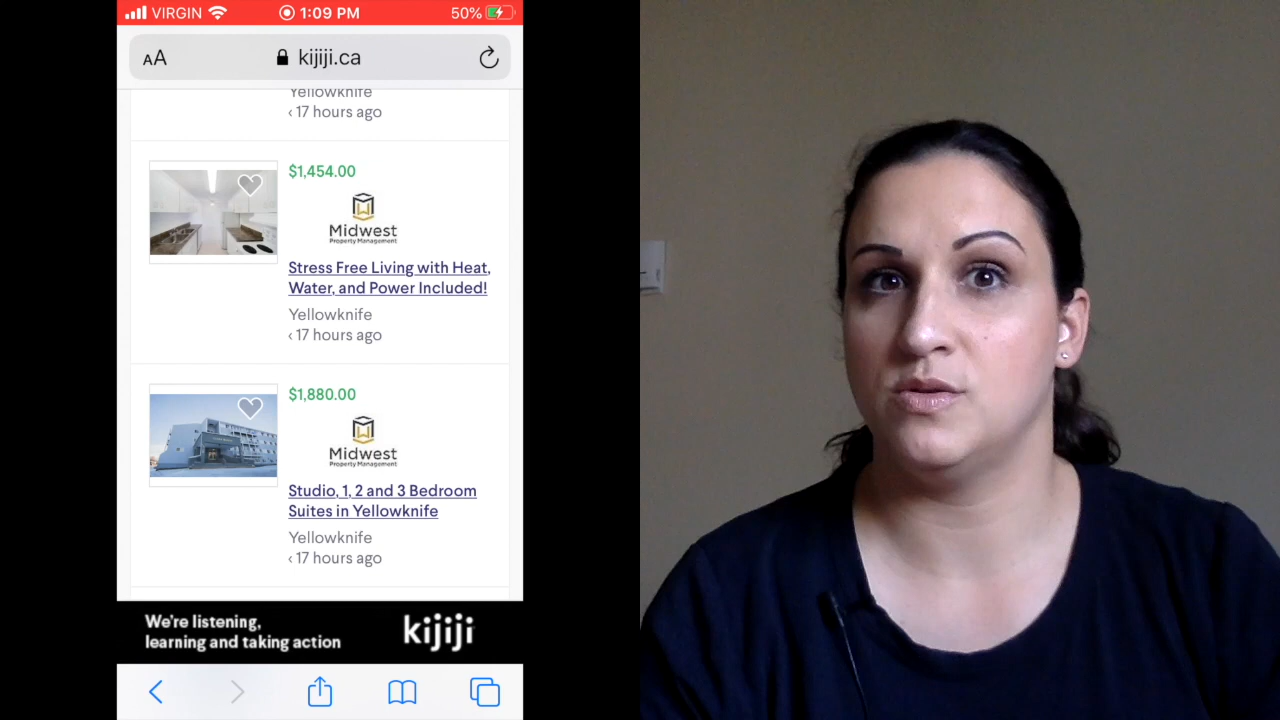 VIRGIN
1:09 PM
50%
AA
kijiji.ca
Yellowknife
‹ 17 hours ago
$1,454.00
Midwest
Property Management
Stress Free Living with Heat,
Water, and Power Included!
Yellowknife
‹ 17 hours ago
$1,880.00
Midwest
Property Management
Studio, 1, 2 and 3 Bedroom
Suites in Yellowknife
Yellowknife
‹ 17 hours ago
We're listening,
learning and taking action
kijiji